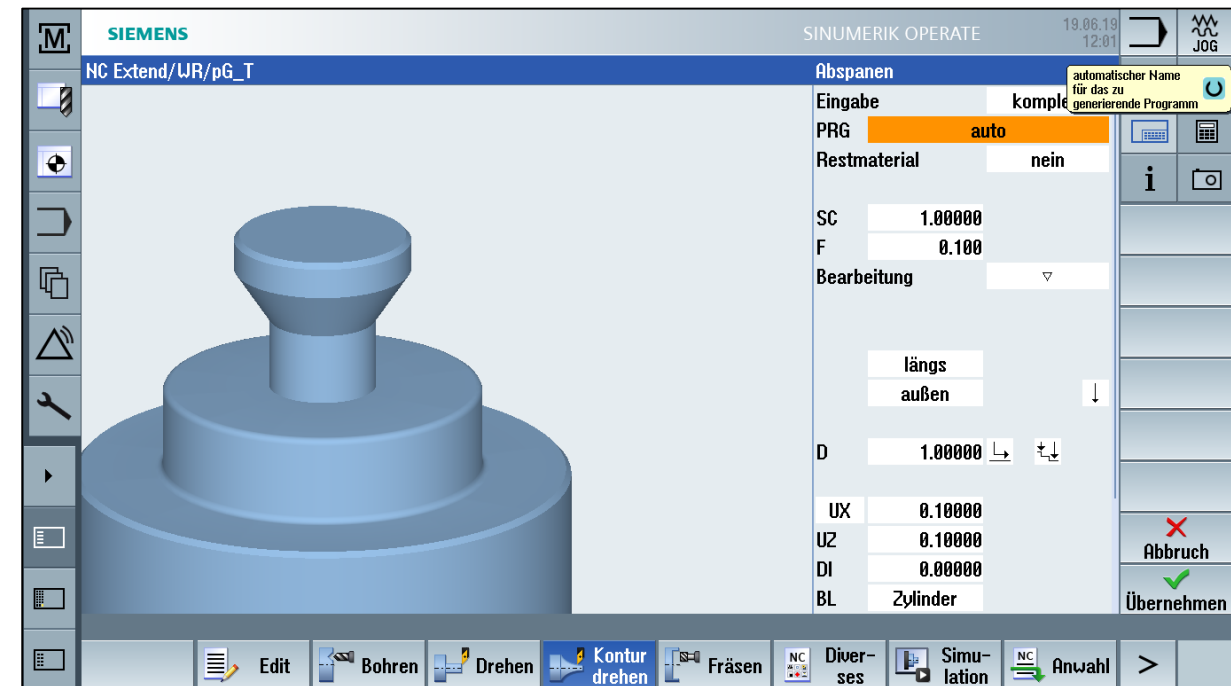 M
SIEMENS
SINUMERIK OPERATE
19.06.19
12:01
JOG
NC Extend/WR/pG_T
Abspanen
automatischer Name
für das zu
generierende Programm
Eingabe
PRG auto
Restmaterial nein
i
SC 1.00000
F 0.100
Bearbeitung ▽
längs
außen ↓
D 1.00000
UX 0.10000
UZ 0.10000
DI 0.00000
BL Zylinder
Abbruch
Übernehmen
Edit
Bohren
Drehen
Kontur
drehen
Fräsen
NC
Diver-
ses
Simu-
lation
NC
Anwahl
>